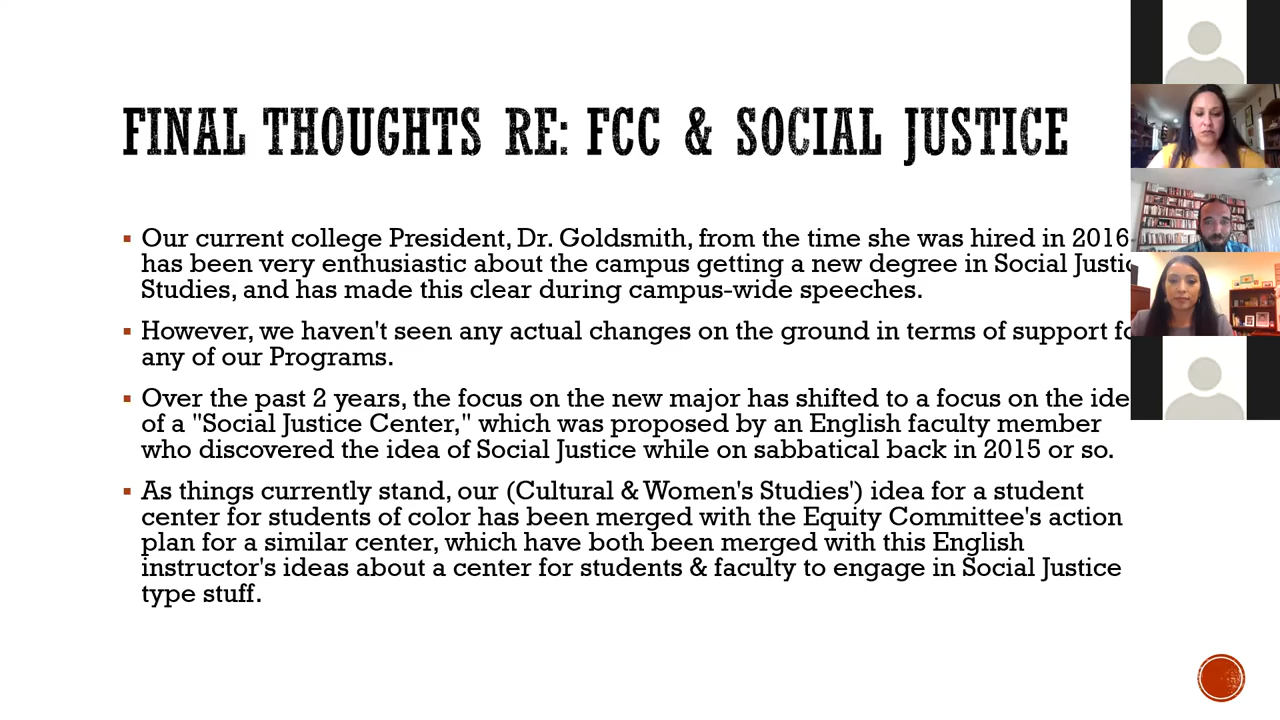 FINAL THOUGHTS RE: FCC & SOCIAL JUSTICE
Our current college President, Dr. Goldsmith, from the time she was hired in 2016
has been very enthusiastic about the campus getting a new degree in Social Justic
Studies, and has made this clear during campus-wide speeches.
However, we haven't seen any actual changes on the ground in terms of support fo
any of our Programs.
Over the past 2 years, the focus on the new major has shifted to a focus on the ide
of a "Social Justice Center," which was proposed by an English faculty member
who discovered the idea of Social Justice while on sabbatical back in 2015 or so.
As things currently stand, our (Cultural & Women's Studies') idea for a student
center for students of color has been merged with the Equity Committee's action
plan for a similar center, which have both been merged with this English
instructor's ideas about a center for students & faculty to engage in Social Justice
type stuff.